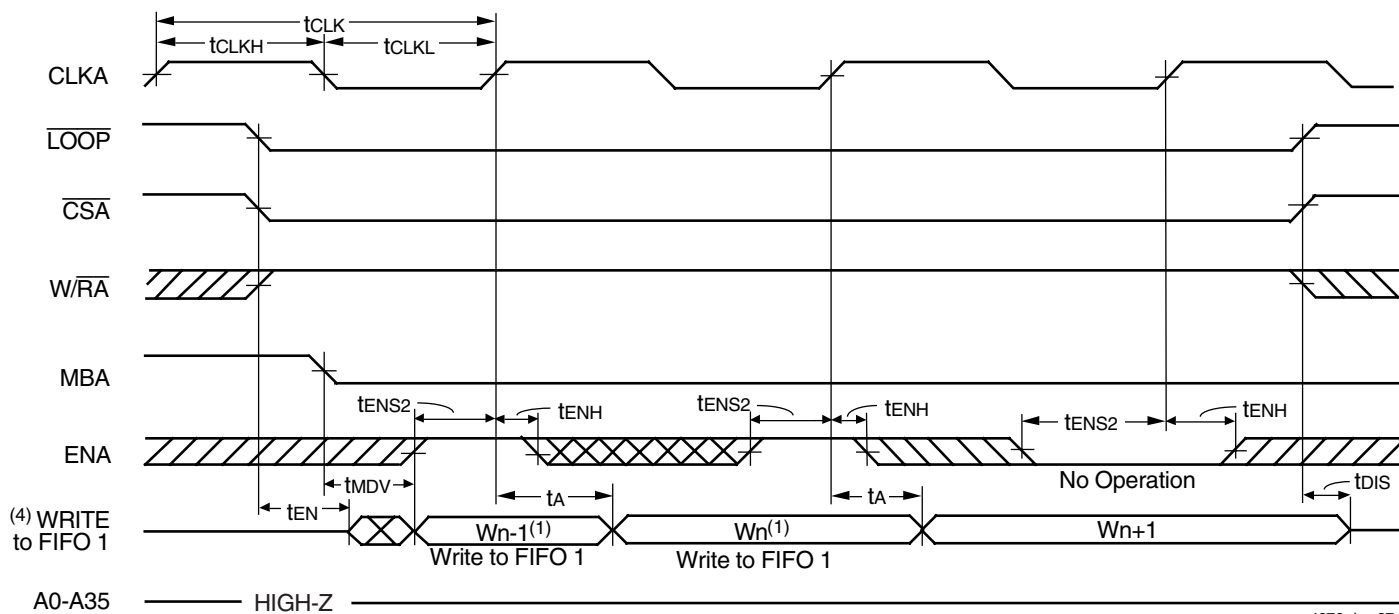 tCLK
tCLKH
tCLKL
CLKA
LOOP
CSA
W/RA
MBA
tENS2
tENH
tENS2
tENH
tENS2
tENH
ENA
No Operation
tMDV
tEN
tA
tA
tDIS
(4) WRITE
to FIFO 1
Wn-1(1)
Wn(1)
Wn+1
Write to FIFO 1
Write to FIFO 1
A0-A35
HIGH-Z